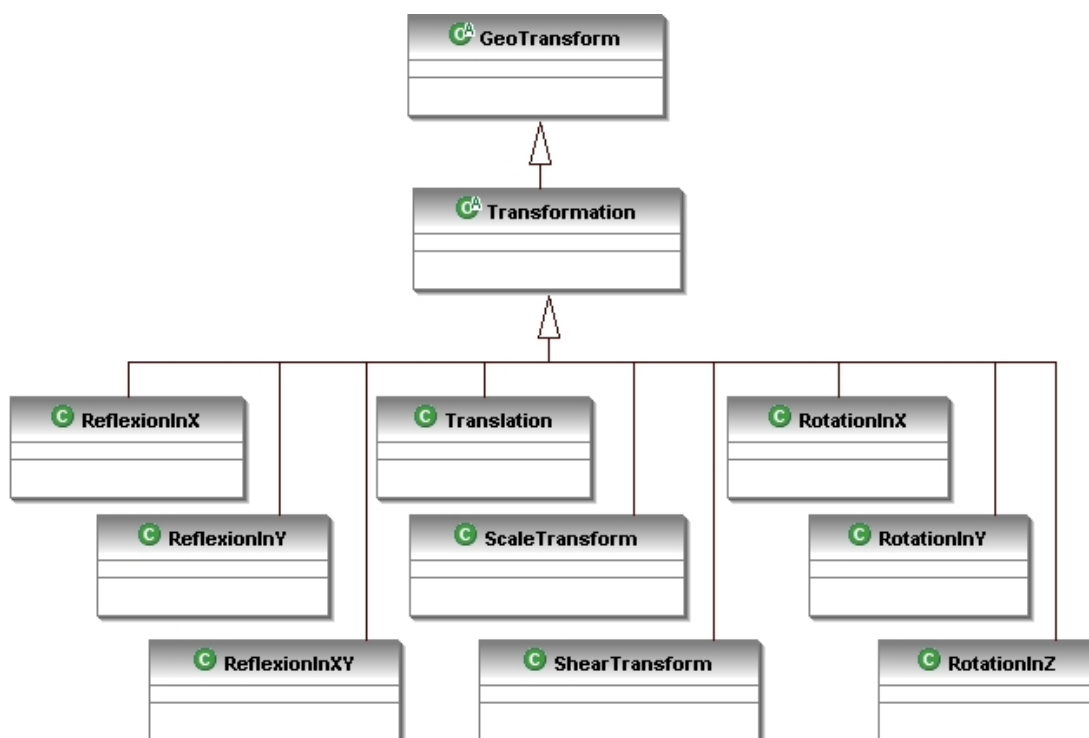 GeoTransform
Transformation
ReflexionInX
Translation
RotationInX
ReflexionInY
ScaleTransform
RotationInY
ReflexionInXY
ShearTransform
RotationInZ